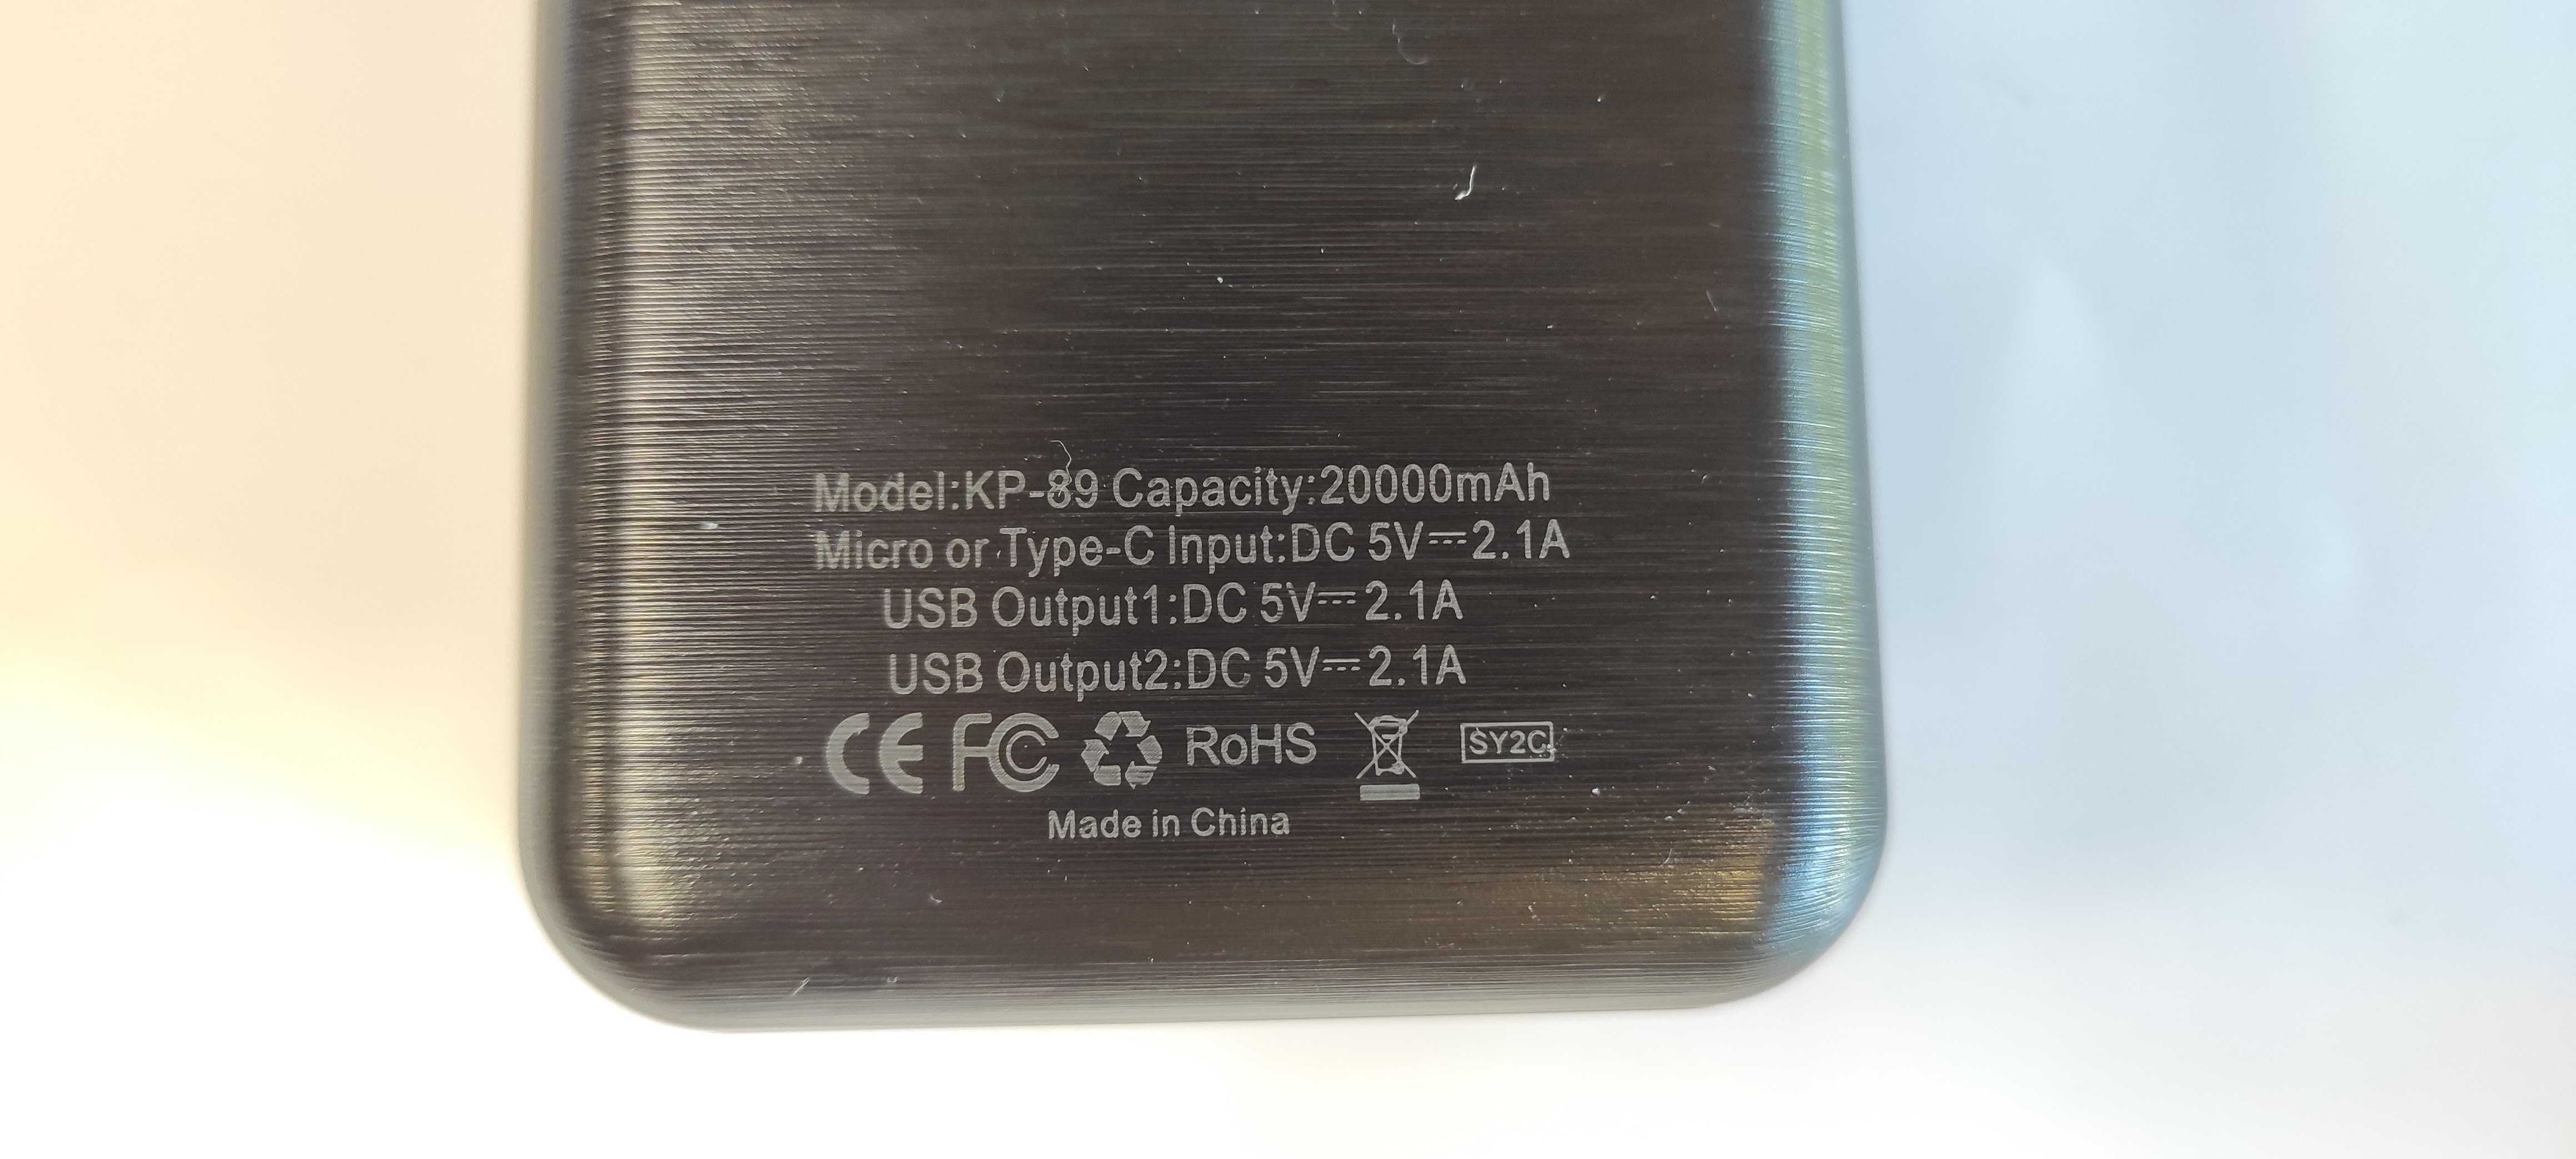 Model:KP-89 Capacity:20000mAh
Micro or Type-C Input:DC 5V⎓2.1A
USB Output1:DC 5V⎓2.1A
USB Output2:DC 5V⎓2.1A
CE FC RoHS SY2C
Made in China